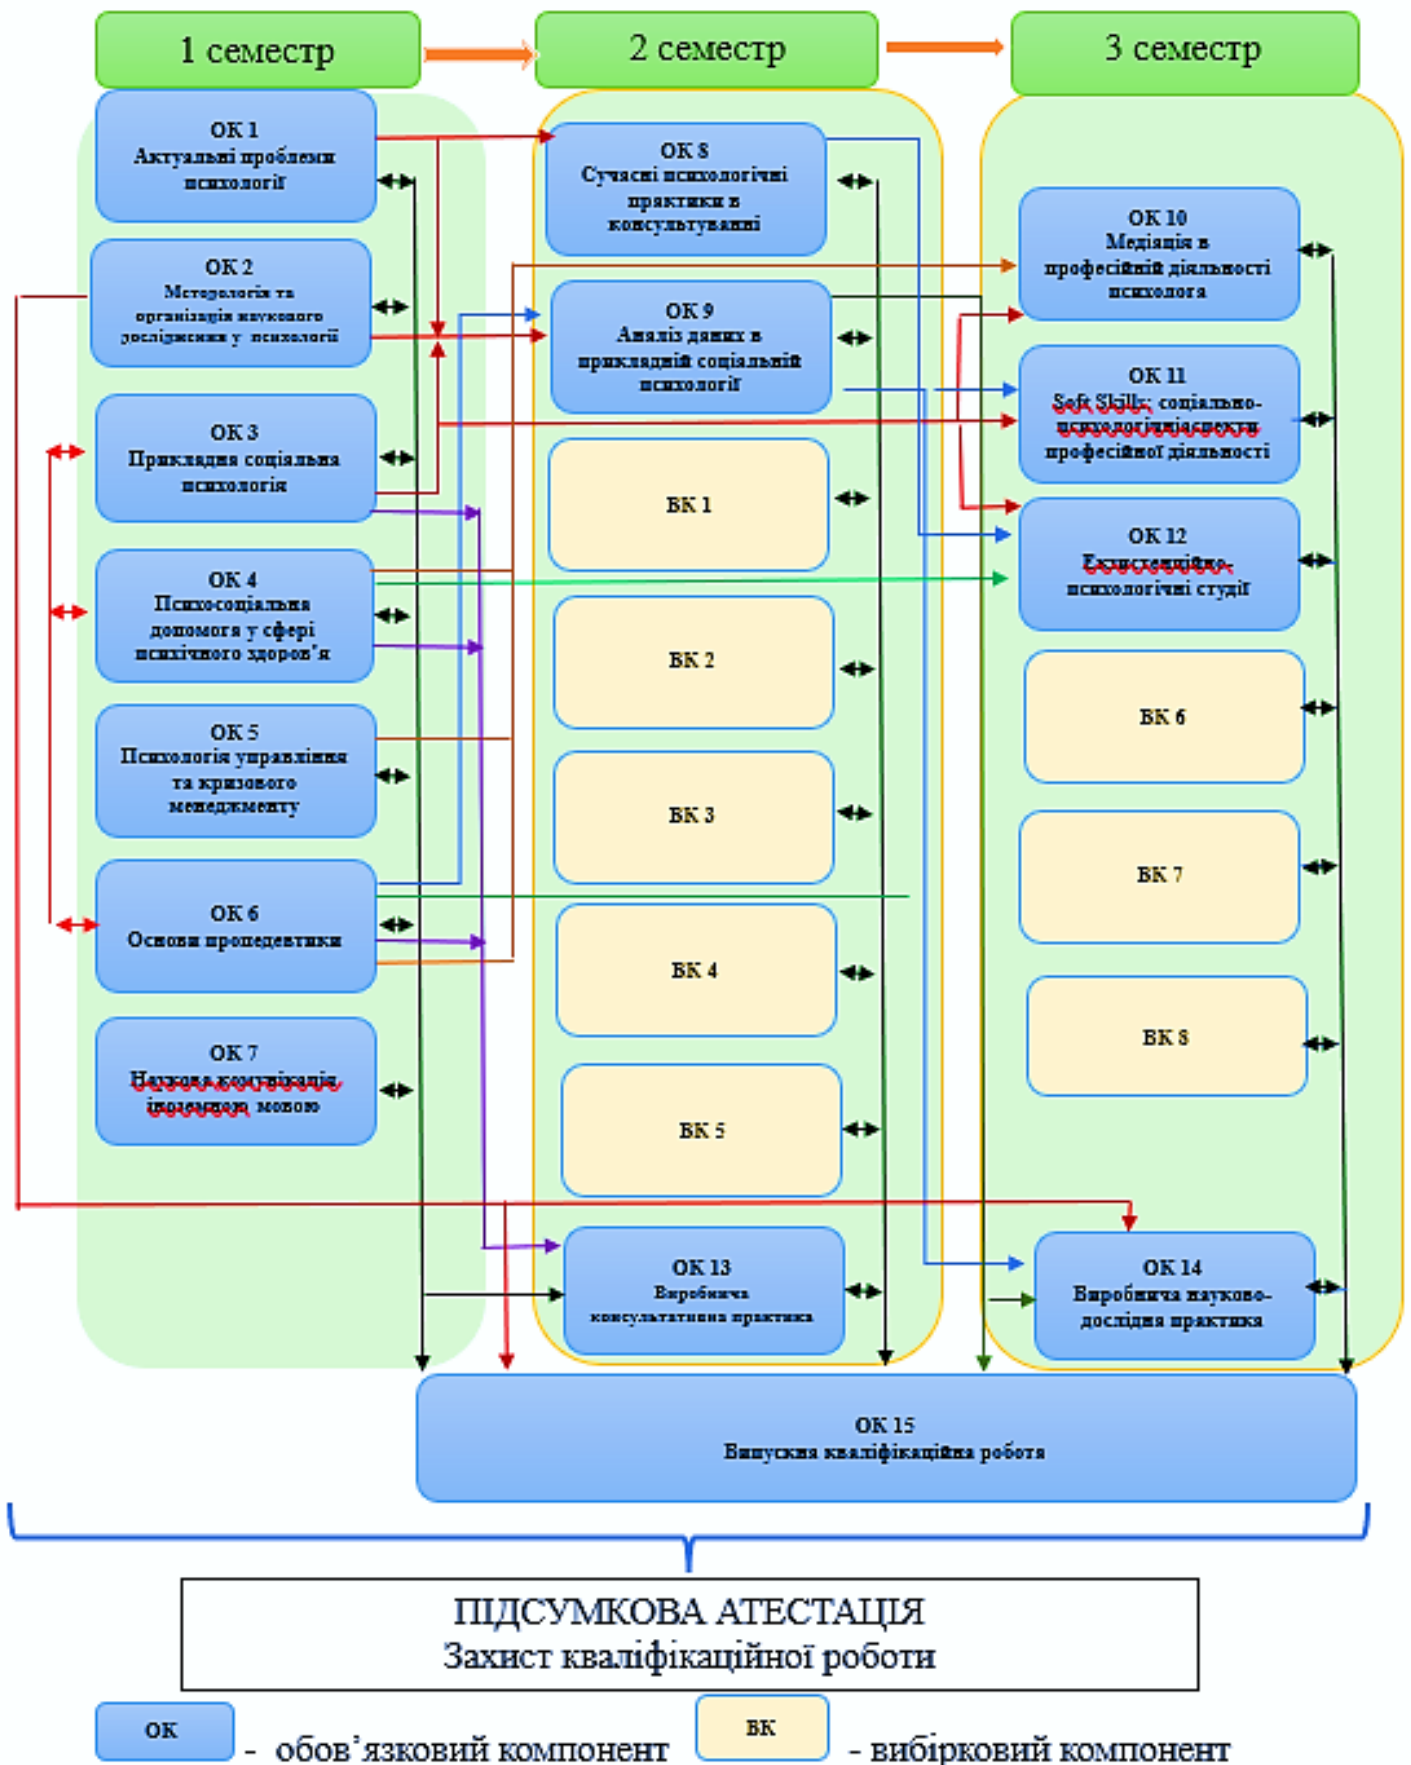 1 семестр
2 семестр
3 семестр
ОК 1
Актуальні проблеми
психології
ОК 2
Методологія та
організація наукового
дослідження у психології
ОК 3
Прикладна соціальна
психологія
ОК 4
Психосоціальна
допомога у сфері
психічного здоров’я
ОК 5
Психологія управління
та кризового
менеджменту
ОК 6
Основи пропедевтики
ОК 7
Наукова комунікація
іноземною мовою
ОК 8
Сучасні психологічні
практики в
консультуванні
ОК 9
Аналіз даних в
прикладній соціальній
психології
ВК 1
ВК 2
ВК 3
ВК 4
ВК 5
ОК 13
Виробнича
консультативна практика
ОК 10
Медіація в
професійній діяльності
психолога
ОК 11
Soft Skills: соціально-
психологічніаспекти
професійної діяльності
ОК 12
Екзистенційно-
психологічні студії
ВК 6
ВК 7
ВК 8
ОК 14
Виробнича науково-
дослідна практика
ОК 15
Випускна кваліфікаційна робота
ПІДСУМКОВА АТЕСТАЦІЯ
Захист кваліфікаційної роботи
ОК
- обов’язковий компонент
ВК
- вибірковий компонент